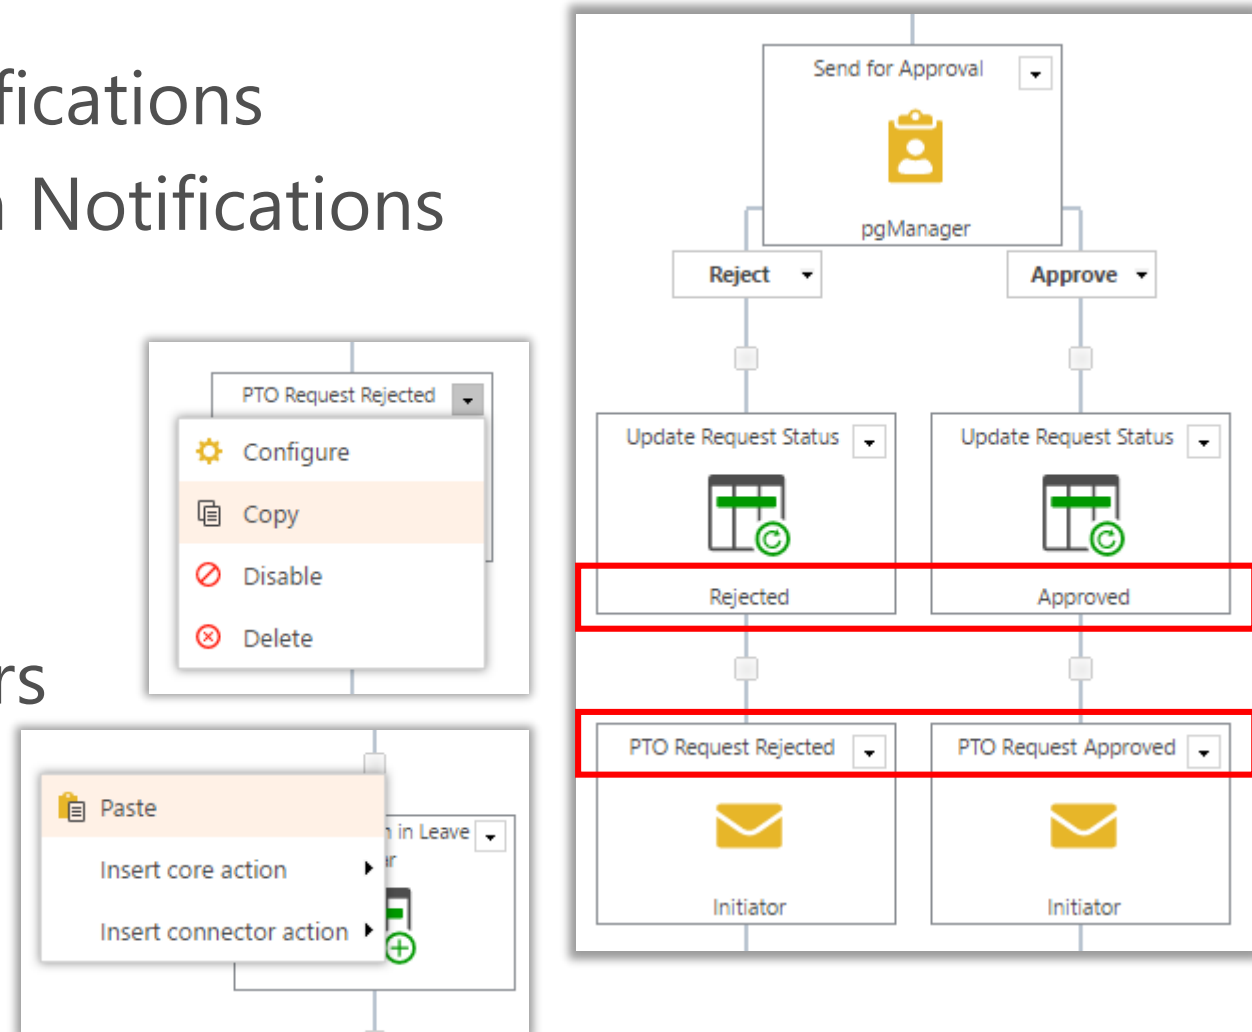 fications
n Notifications
rs
PTO Request Rejected
Configure
Copy
Disable
Delete
Paste
Insert core action
Insert connector action
n in Leave
ar
Send for Approval
pgManager
Reject
Approve
Update Request Status
Update Request Status
Rejected
Approved
PTO Request Rejected
PTO Request Approved
Initiator
Initiator